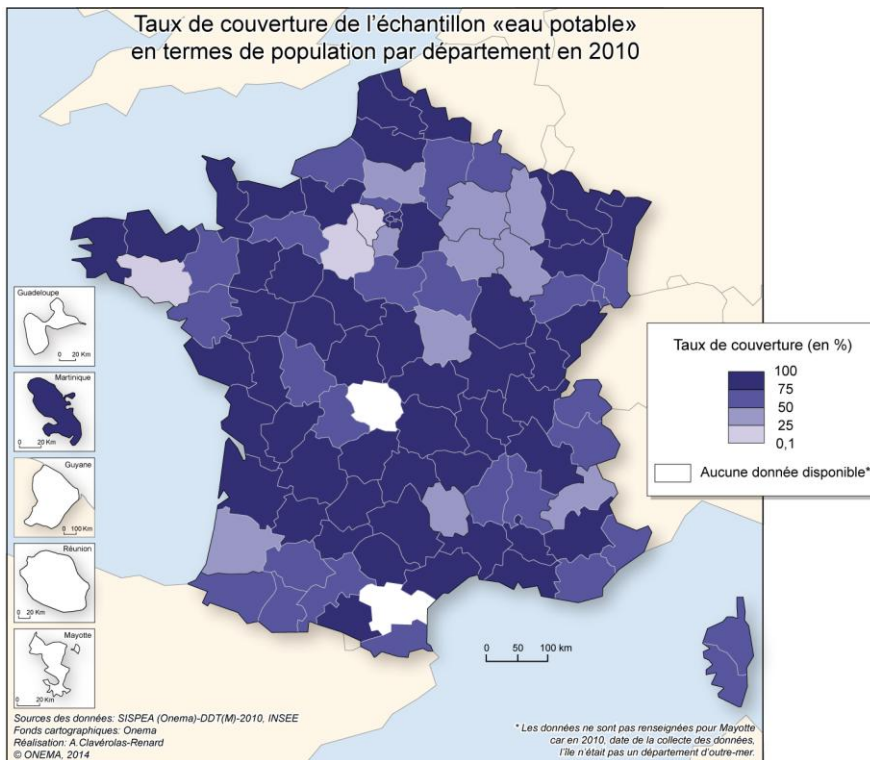 Taux de couverture de l’échantillon «eau potable»
en termes de population par département en 2010
Guadeloupe
0 20 Km
Martinique
0 20 Km
Guyane
0 100 Km
Réunion
0 20 Km
Mayotte
0 20 Km
Taux de couverture (en %)
100
75
50
25
0,1
Aucune donnée disponible*
0 50 100 km
Sources des données: SISPEA (Onema)-DDT(M)-2010, INSEE
Fonds cartographiques: Onema
Réalisation: A.Clavérolas-Renard
© ONEMA, 2014
* Les données ne sont pas renseignées pour Mayotte
car en 2010, date de la collecte des données,
l’île n’était pas un département d’outre-mer.